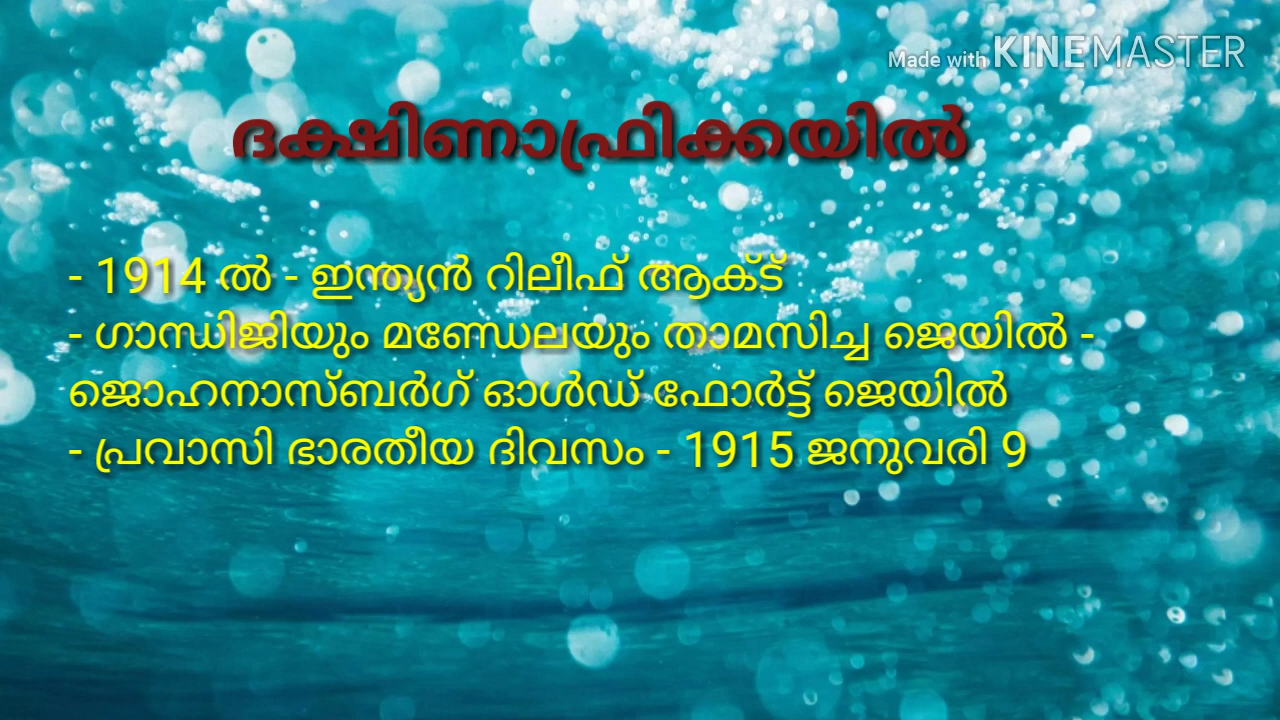 Made with KINEMASTER
ദക്ഷിണാഫ്രിക്കയിൽ
- 1914 ൽ - ഇന്ത്യൻ റിലീഫ് ആക്ട്
- ഗാന്ധിജിയും മണ്ഡേലയും താമസിച്ച ജെയിൽ -
ജൊഹനാസ്ബർഗ് ഓൾഡ് ഫോർട്ട് ജെയിൽ
- പ്രവാസി ഭാരതീയ ദിവസം - 1915 ജനുവരി 9